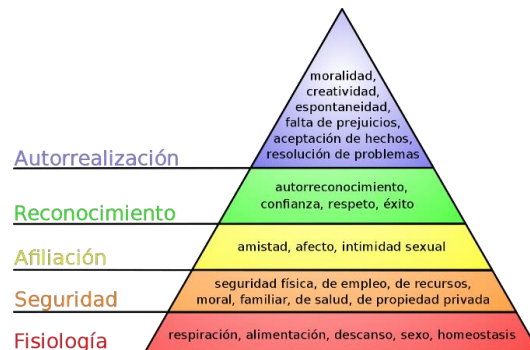 moralidad,
creatividad,
espontaneidad,
falta de prejuicios,
aceptación de hechos,
resolución de problemas
Autorrealización
autorreconocimiento,
confianza, respeto, éxito
Reconocimiento
amistad, afecto, intimidad sexual
Afiliación
seguridad física, de empleo, de recursos,
moral, familiar, de salud, de propiedad privada
Seguridad
respiración, alimentación, descanso, sexo, homeostasis
Fisiología